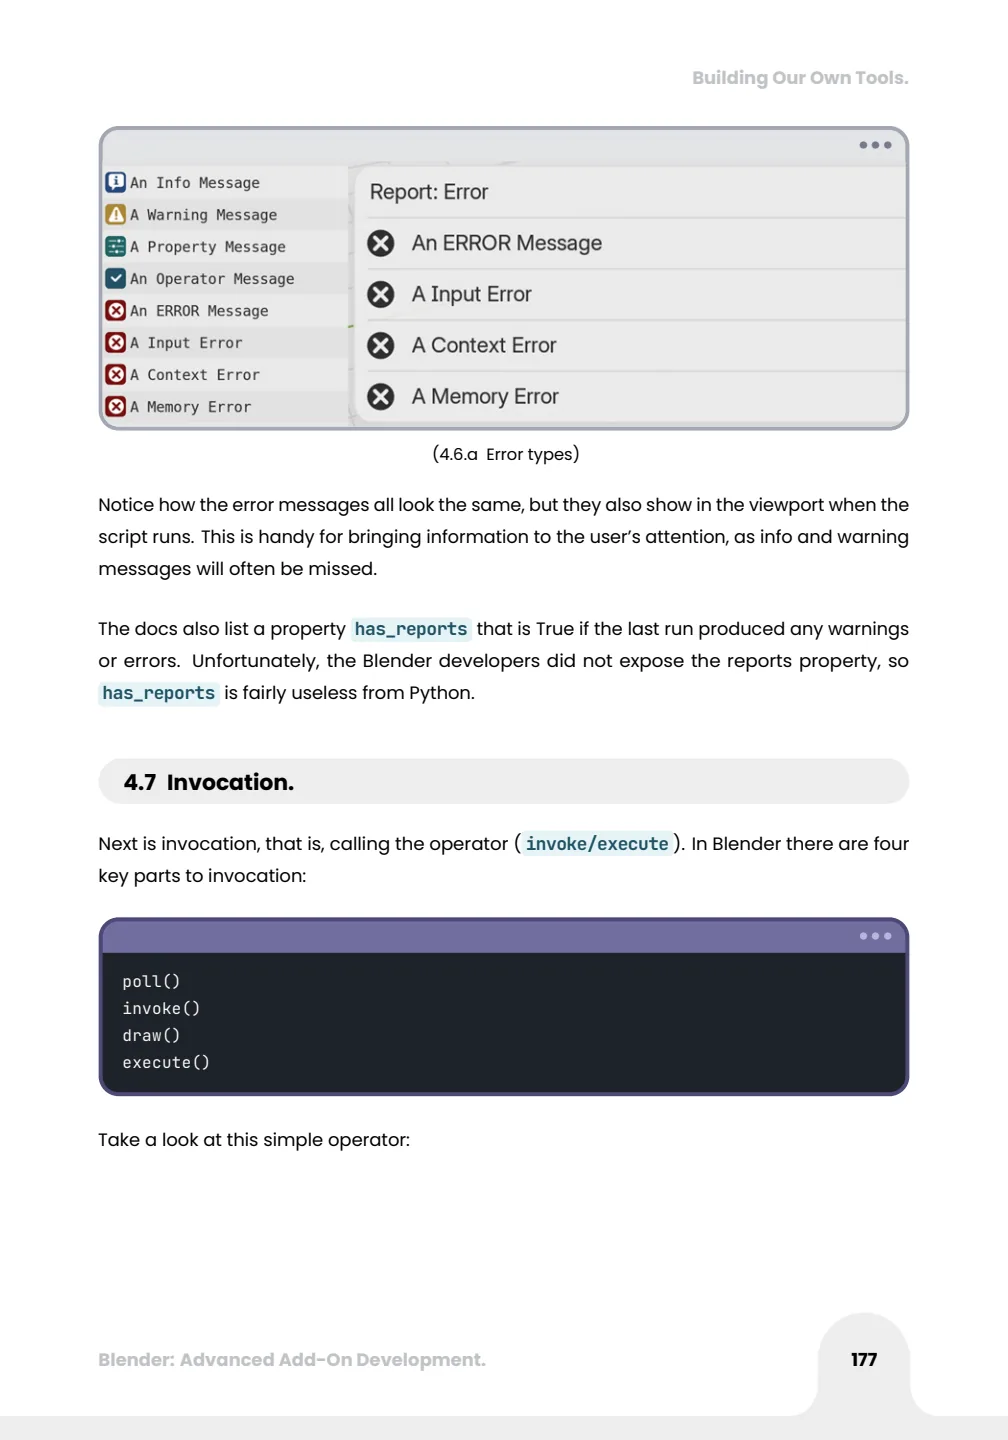 Building Our Own Tools.
An Info Message
A Warning Message
A Property Message
An Operator Message
An ERROR Message
A Input Error
A Context Error
A Memory Error
Report: Error
An ERROR Message
A Input Error
A Context Error
A Memory Error
(4.6.a Error types)
Notice how the error messages all look the same, but they also show in the viewport when the
script runs. This is handy for bringing information to the user’s attention, as info and warning
messages will often be missed.
The docs also list a property has_reports that is True if the last run produced any warnings
or errors. Unfortunately, the Blender developers did not expose the reports property, so
has_reports is fairly useless from Python.
4.7 Invocation.
Next is invocation, that is, calling the operator ( invoke/execute ). In Blender there are four
key parts to invocation:
poll()
invoke()
draw()
execute()
Take a look at this simple operator:
Blender: Advanced Add-On Development.
177